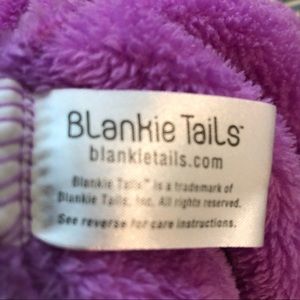 Blankie Tails™
blankietails.com
Blankie Tails™ is a trademark of
Blankie Tails, Inc. All rights reserved.
See reverse for care instructions.